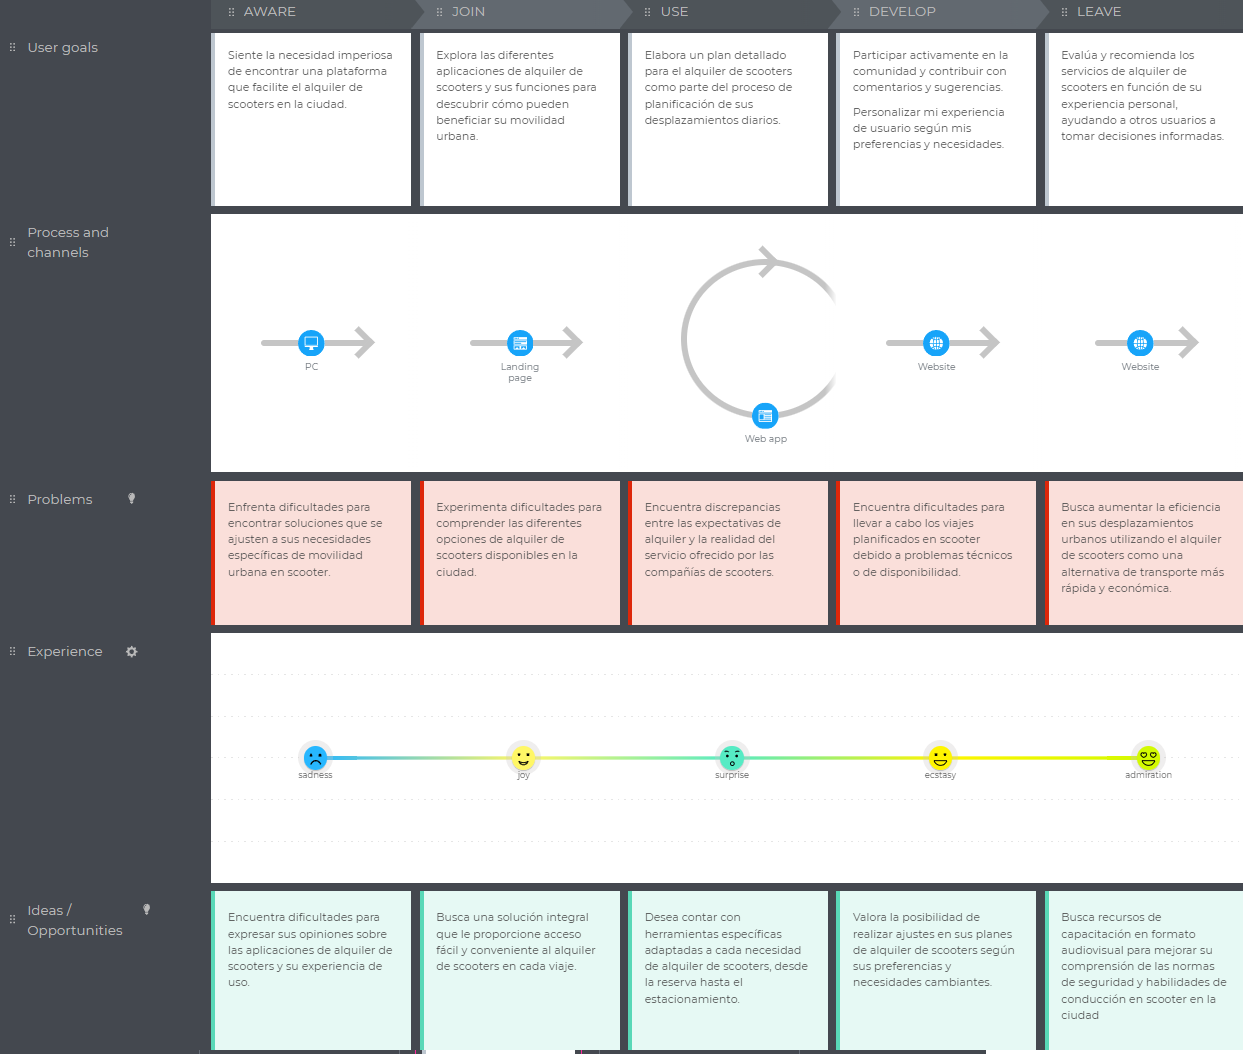 AWARE
JOIN
USE
DEVELOP
LEAVE
User goals
Siente la necesidad imperiosa
de encontrar una plataforma
que facilite el alquiler de
scooters en la ciudad.
Explora las diferentes
aplicaciones de alquiler de
scooters y sus funciones para
descubrir cómo pueden
beneficiar su movilidad
urbana.
Elabora un plan detallado
para el alquiler de scooters
como parte del proceso de
planificación de sus
desplazamientos diarios.
Participar activamente en la
comunidad y contribuir con
comentarios y sugerencias.
Personalizar mi experiencia
de usuario según mis
preferencias y necesidades.
Evalúa y recomienda los
servicios de alquiler de
scooters en función de su
experiencia personal,
ayudando a otros usuarios a
tomar decisiones informadas.
Process and
channels
PC
Landing
page
Web app
Website
Website
Problems
Enfrenta dificultades para
encontrar soluciones que se
ajusten a sus necesidades
específicas de movilidad
urbana en scooter.
Experimenta dificultades para
comprender las diferentes
opciones de alquiler de
scooters disponibles en la
ciudad.
Encuentra discrepancias
entre las expectativas de
alquiler y la realidad del
servicio ofrecido por las
compañías de scooters.
Encuentra dificultades para
llevar a cabo los viajes
planificados en scooter
debido a problemas técnicos
o de disponibilidad.
Busca aumentar la eficiencia
en sus desplazamientos
urbanos utilizando el alquiler
de scooters como una
alternativa de transporte más
rápida y económica.
Experience
sadness
joy
surprise
ecstasy
admiration
Ideas /
Opportunities
Encuentra dificultades para
expresar sus opiniones sobre
las aplicaciones de alquiler de
scooters y su experiencia de
uso.
Busca una solución integral
que le proporcione acceso
fácil y conveniente al alquiler
de scooters en cada viaje.
Desea contar con
herramientas específicas
adaptadas a cada necesidad
de alquiler de scooters, desde
la reserva hasta el
estacionamiento.
Valora la posibilidad de
realizar ajustes en sus planes
de alquiler de scooters según
sus preferencias y
necesidades cambiantes.
Busca recursos de
capacitación en formato
audiovisual para mejorar su
comprensión de las normas
de seguridad y habilidades de
conducción en scooter en la
ciudad